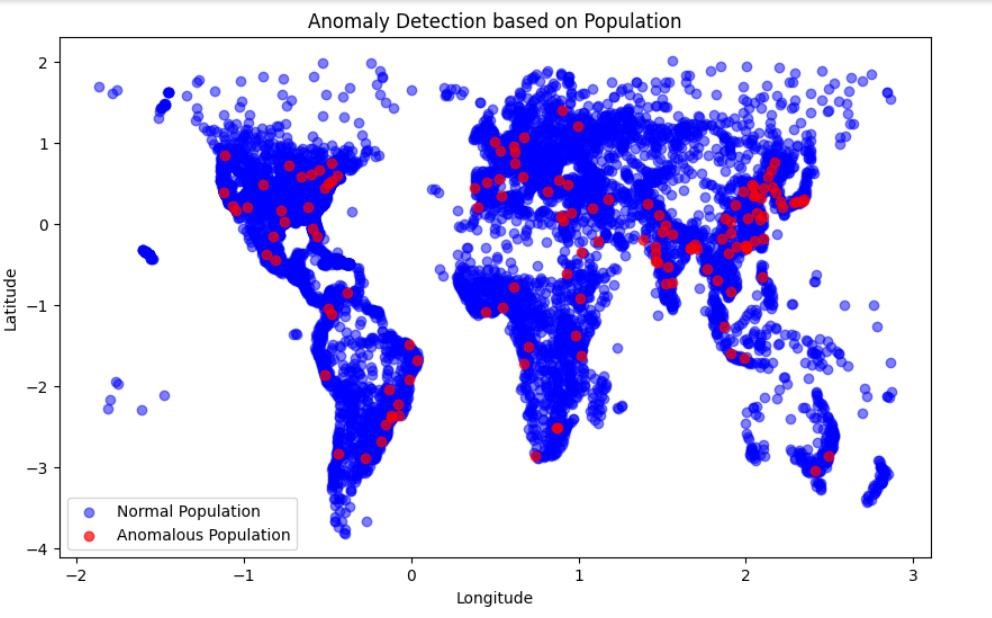 Anomaly Detection based on Population
2
1
0
−1
−2
−3
−4
Latitude
Normal Population
Anomalous Population
−2
−1
0
1
2
3
Longitude